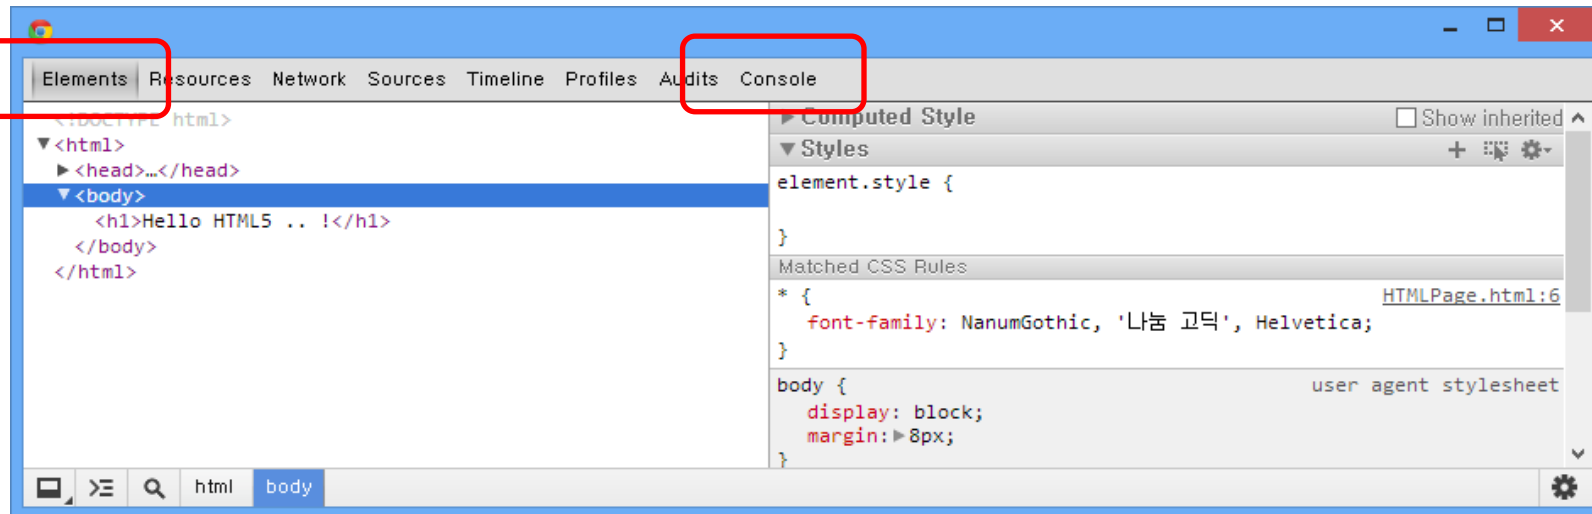 Elements Resources Network Sources Timeline Profiles Audits Console
<!DOCTYPE html>
▼<html>
▶<head>…</head>
▼<body>
<h1>Hello HTML5 .. !</h1>
</body>
</html>
▶Computed Style Show inherited
▼Styles
element.style {
}
Matched CSS Rules
* { HTMLPage.html:6
font-family: NanumGothic, '나눔 고딕', Helvetica;
}
body { user agent stylesheet
display: block;
margin:▶8px;
}
html body